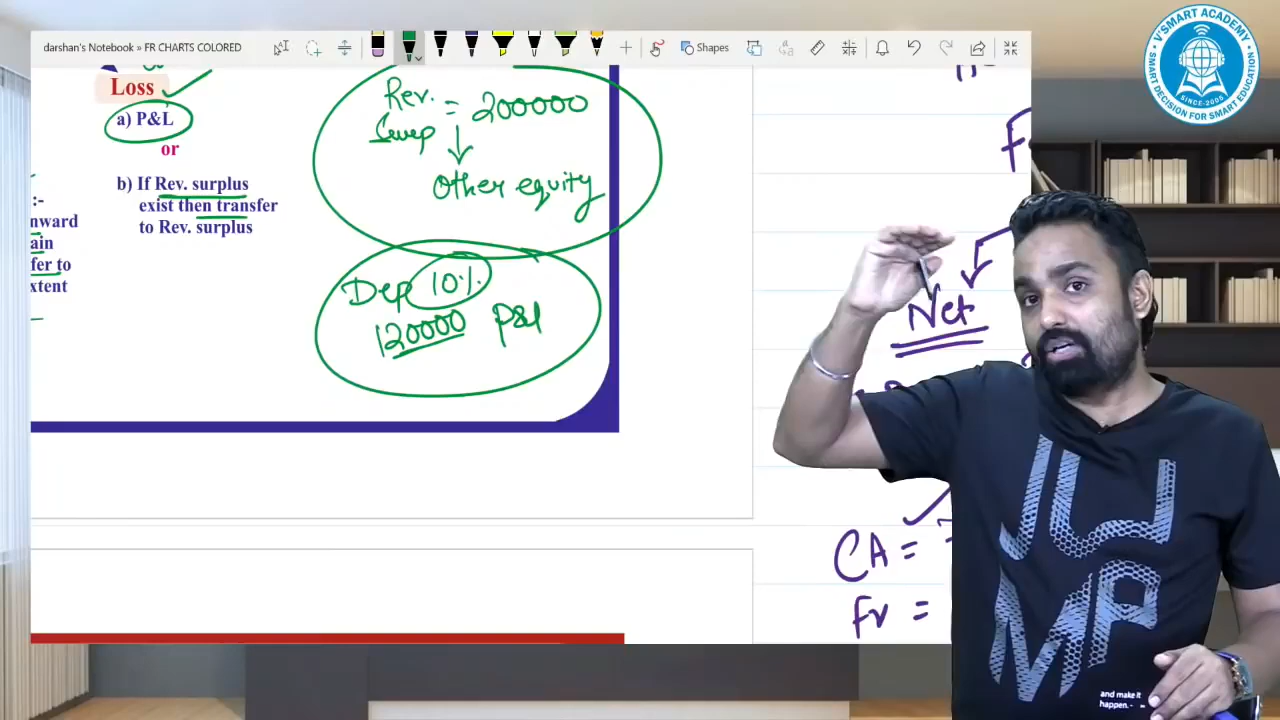 darshan's Notebook » FR CHARTS COLORED
Shapes
Loss
a) P&L
or
b) If Rev. surplus
exist then transfer
to Rev. surplus
:-
nward
ain
fer to
xtent
Rev.
= 200000
Other equity
Dep 10%.
120000 P&L
Net
CA =
FV =
V'SMART ACADEMY
SINCE-2005
SMART DECISION FOR SMART EDUCATION
JU
MP
and make it
happen.-